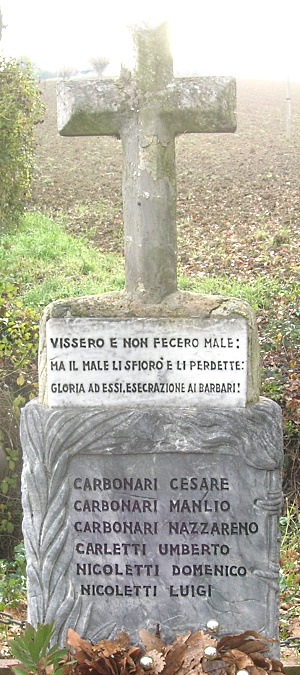 VISSERO E NON FECERO MALE:
MA IL MALE LI SFIORÒ E LI PERDETTE:
GLORIA AD ESSI, ESECRAZIONE AI BARBARI!
CARBONARI CESARE
CARBONARI MANLIO
CARBONARI NAZZARENO
CARLETTI UMBERTO
NICOLETTI DOMENICO
NICOLETTI LUIGI